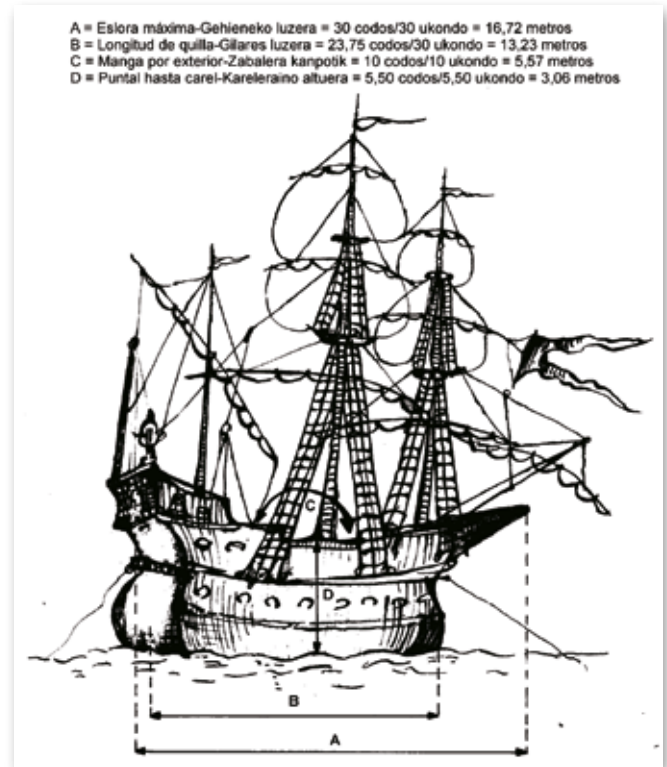 A = Eslora máxima-Gehieneko luzera = 30 codos/30 ukondo = 16,72 metros
B = Longitud de quilla-Gilares luzera = 23,75 codos/30 ukondo = 13,23 metros
C = Manga por exterior-Zabalera kanpotik = 10 codos/10 ukondo = 5,57 metros
D = Puntal hasta carel-Kareleraino altuera = 5,50 codos/5,50 ukondo = 3,06 metros
C
D
B
A